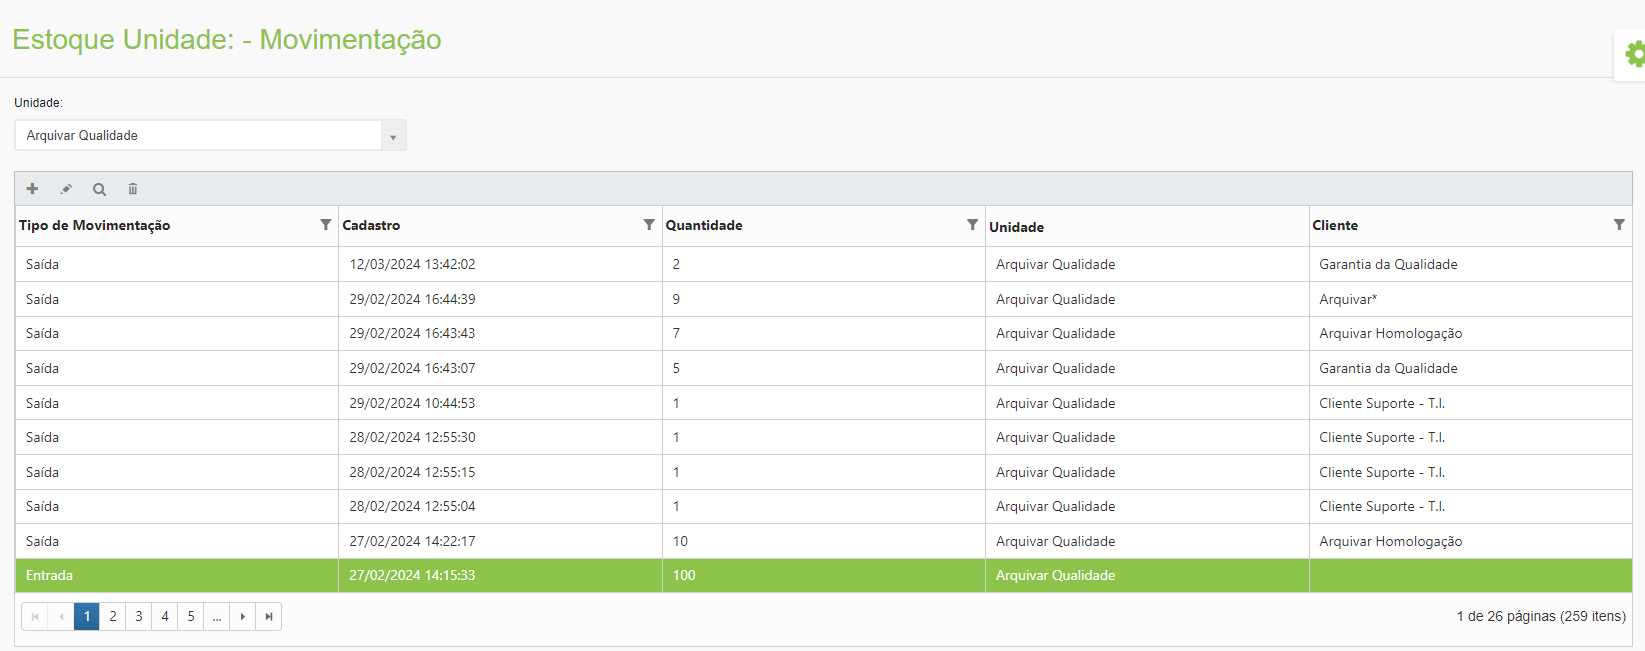 Estoque Unidade: - Movimentação
Unidade:
Arquivar Qualidade
Tipo de Movimentação Cadastro Quantidade Unidade Cliente
Saída 12/03/2024 13:42:02 2 Arquivar Qualidade Garantia da Qualidade
Saída 29/02/2024 16:44:39 9 Arquivar Qualidade Arquivar*
Saída 29/02/2024 16:43:43 7 Arquivar Qualidade Arquivar Homologação
Saída 29/02/2024 16:43:07 5 Arquivar Qualidade Garantia da Qualidade
Saída 29/02/2024 10:44:53 1 Arquivar Qualidade Cliente Suporte - T.I.
Saída 28/02/2024 12:55:30 1 Arquivar Qualidade Cliente Suporte - T.I.
Saída 28/02/2024 12:55:15 1 Arquivar Qualidade Cliente Suporte - T.I.
Saída 28/02/2024 12:55:04 1 Arquivar Qualidade Cliente Suporte - T.I.
Saída 27/02/2024 14:22:17 10 Arquivar Qualidade Arquivar Homologação
Entrada 27/02/2024 14:15:33 100 Arquivar Qualidade
1 2 3 4 5 ... 1 de 26 páginas (259 itens)